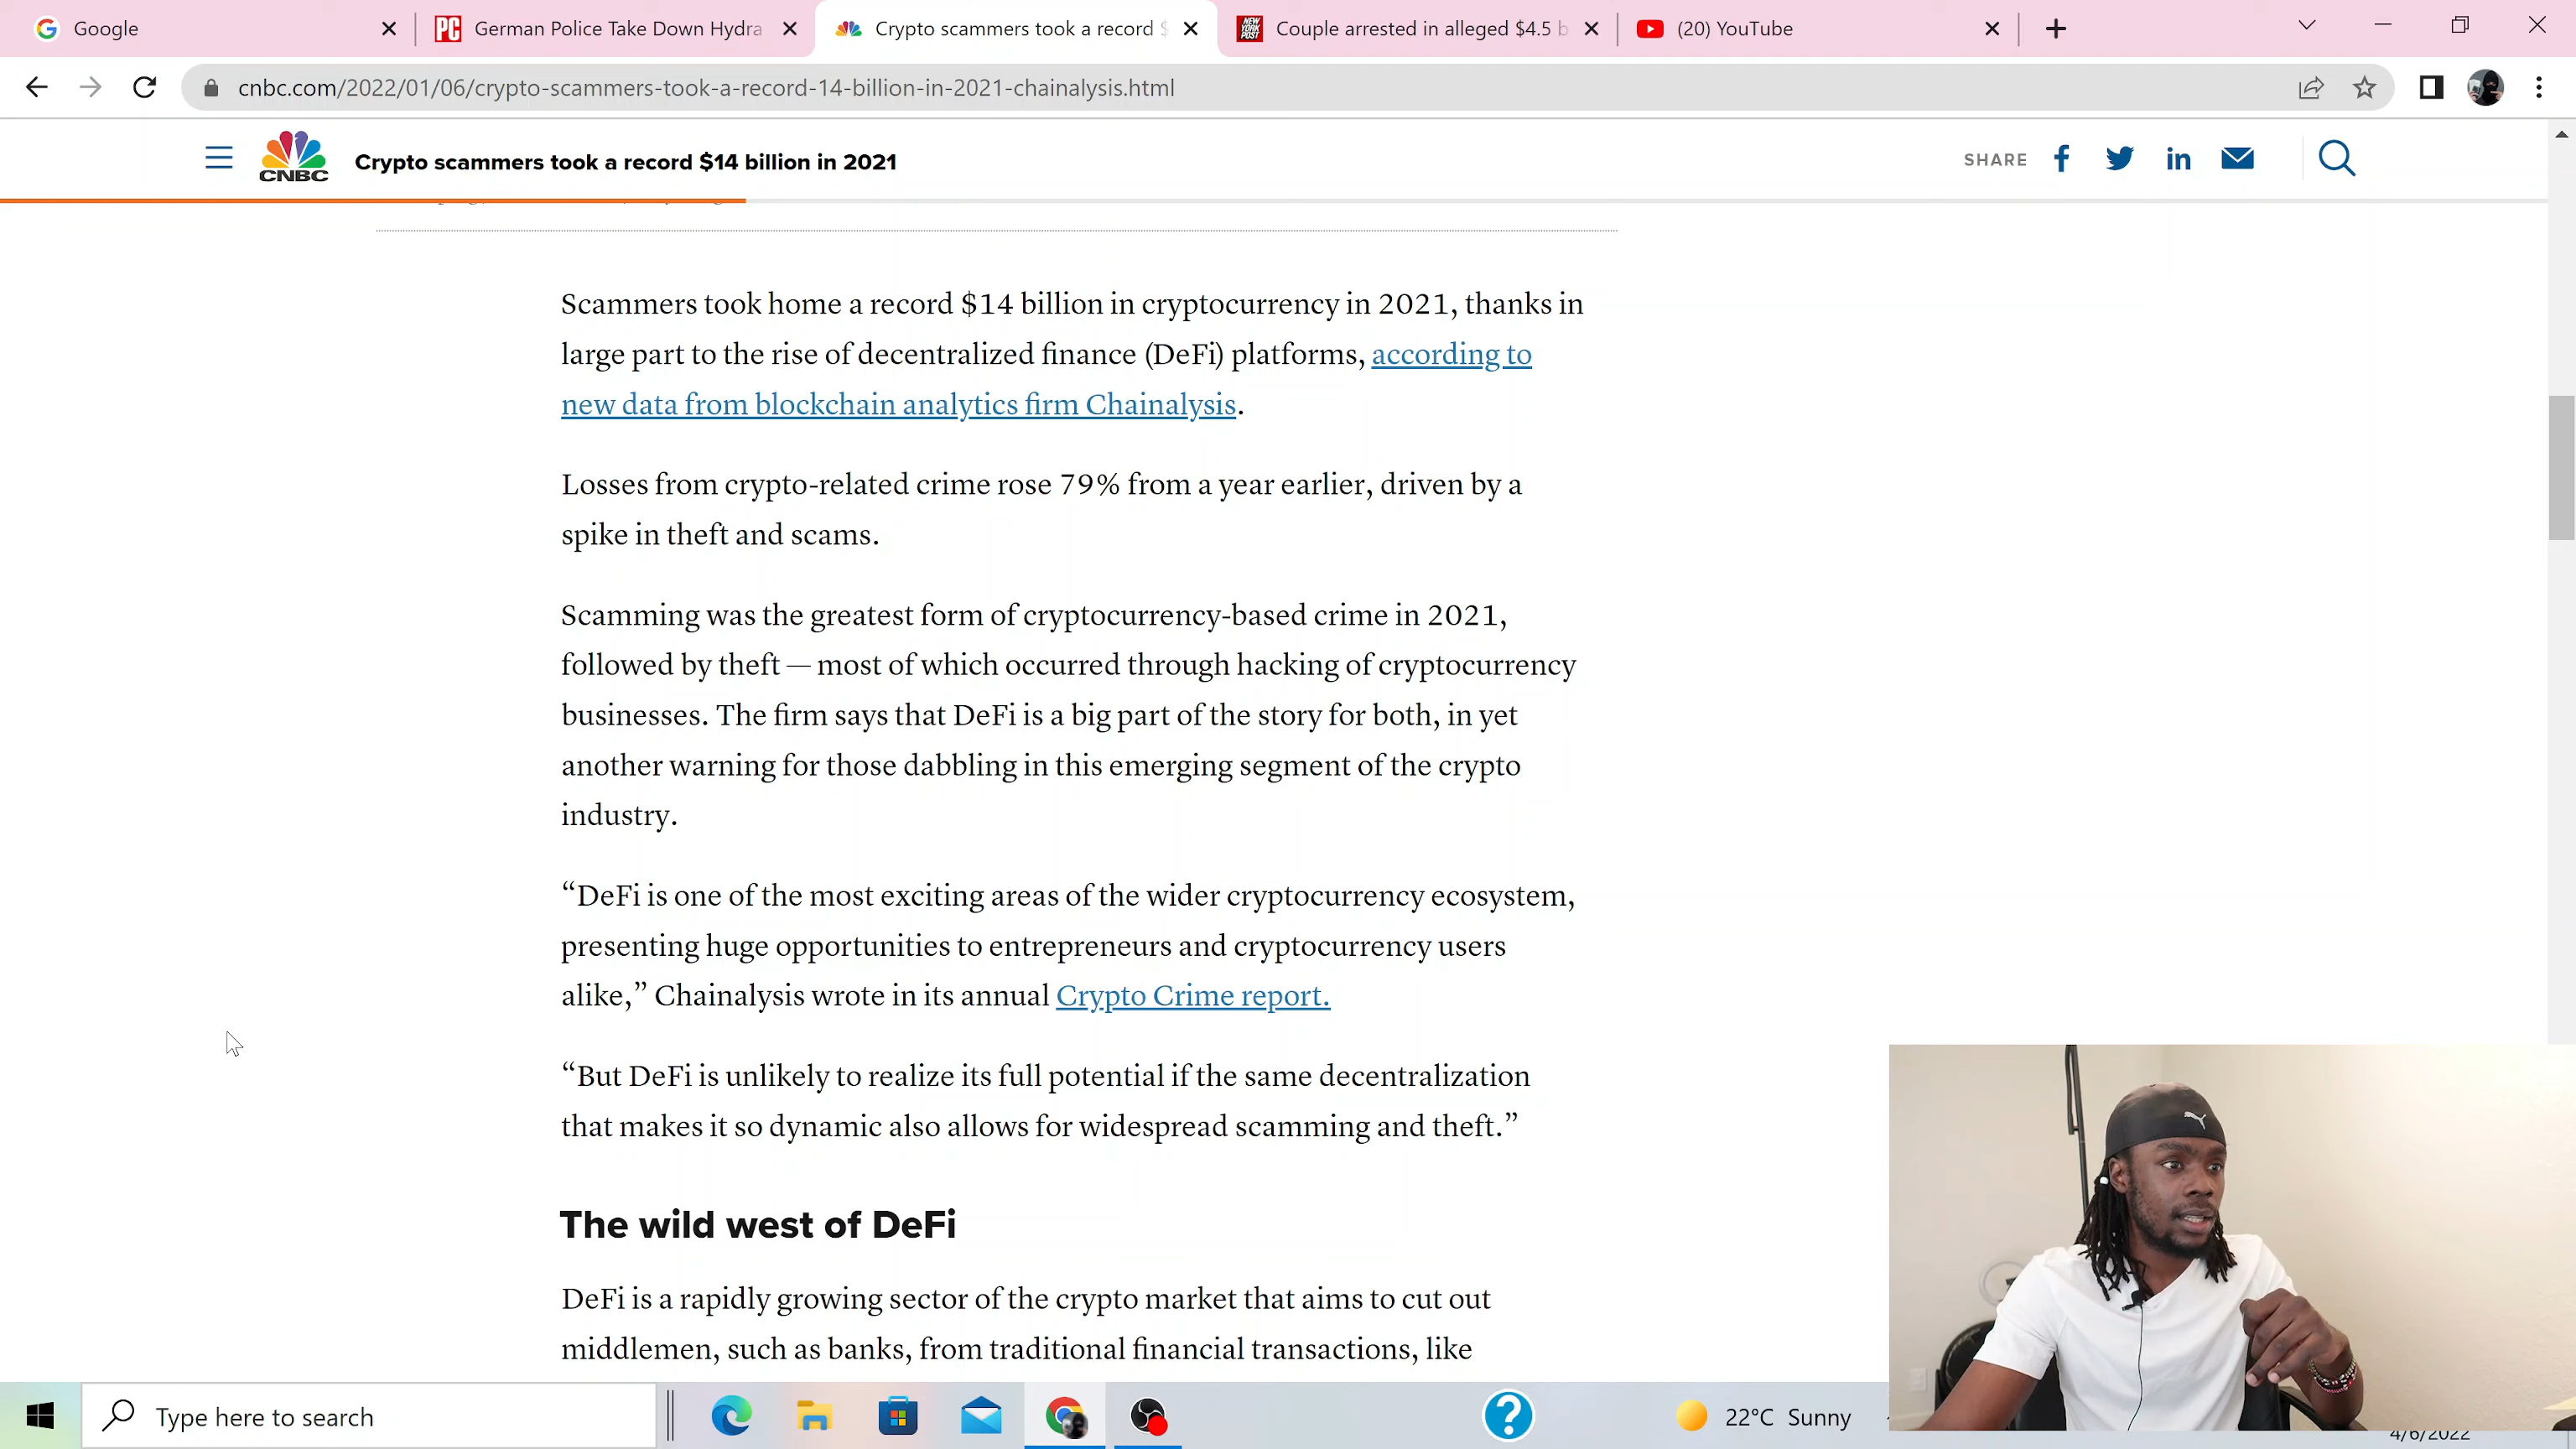 Google
German Police Take Down Hydra
Crypto scammers took a record $
Couple arrested in alleged $4.5 b
(20) YouTube
cnbc.com/2022/01/06/crypto-scammers-took-a-record-14-billion-in-2021-chainalysis.html
CNBC
Crypto scammers took a record $14 billion in 2021
SHARE
Scammers took home a record $14 billion in cryptocurrency in 2021, thanks in
large part to the rise of decentralized finance (DeFi) platforms, according to
new data from blockchain analytics firm Chainalysis.
Losses from crypto-related crime rose 79% from a year earlier, driven by a
spike in theft and scams.
Scamming was the greatest form of cryptocurrency-based crime in 2021,
followed by theft — most of which occurred through hacking of cryptocurrency
businesses. The firm says that DeFi is a big part of the story for both, in yet
another warning for those dabbling in this emerging segment of the crypto
industry.
“DeFi is one of the most exciting areas of the wider cryptocurrency ecosystem,
presenting huge opportunities to entrepreneurs and cryptocurrency users
alike,” Chainalysis wrote in its annual Crypto Crime report.
“But DeFi is unlikely to realize its full potential if the same decentralization
that makes it so dynamic also allows for widespread scamming and theft.”
The wild west of DeFi
DeFi is a rapidly growing sector of the crypto market that aims to cut out
middlemen, such as banks, from traditional financial transactions, like
Type here to search
22°C Sunny
4/6/2022